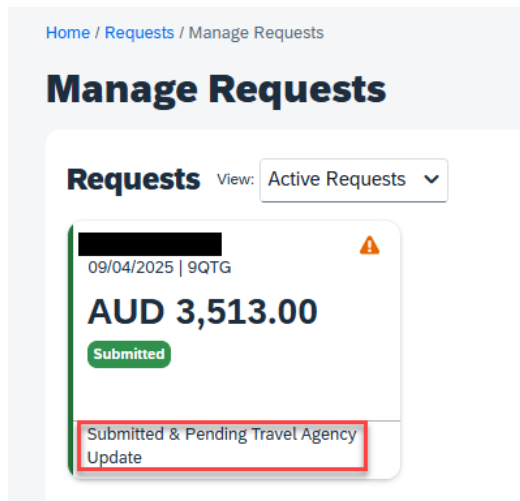 Home / Requests / Manage Requests
Manage Requests
Requests View: Active Requests
09/04/2025 | 9QTG
AUD 3,513.00
Submitted
Submitted & Pending Travel Agency
Update